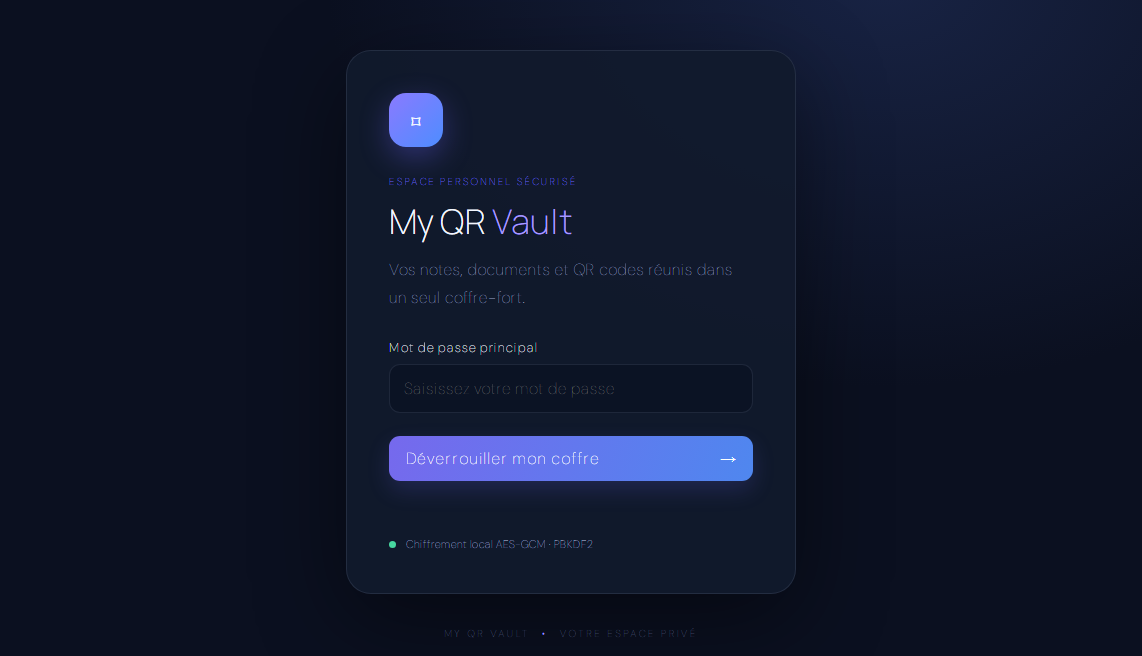 ESPACE PERSONNEL SÉCURISÉ
My QR Vault
Vos notes, documents et QR codes réunis dans
un seul coffre-fort.
Mot de passe principal
Saisissez votre mot de passe
Déverrouiller mon coffre →
Chiffrement local AES-GCM · PBKDF2
MY QR VAULT • VOTRE ESPACE PRIVÉ